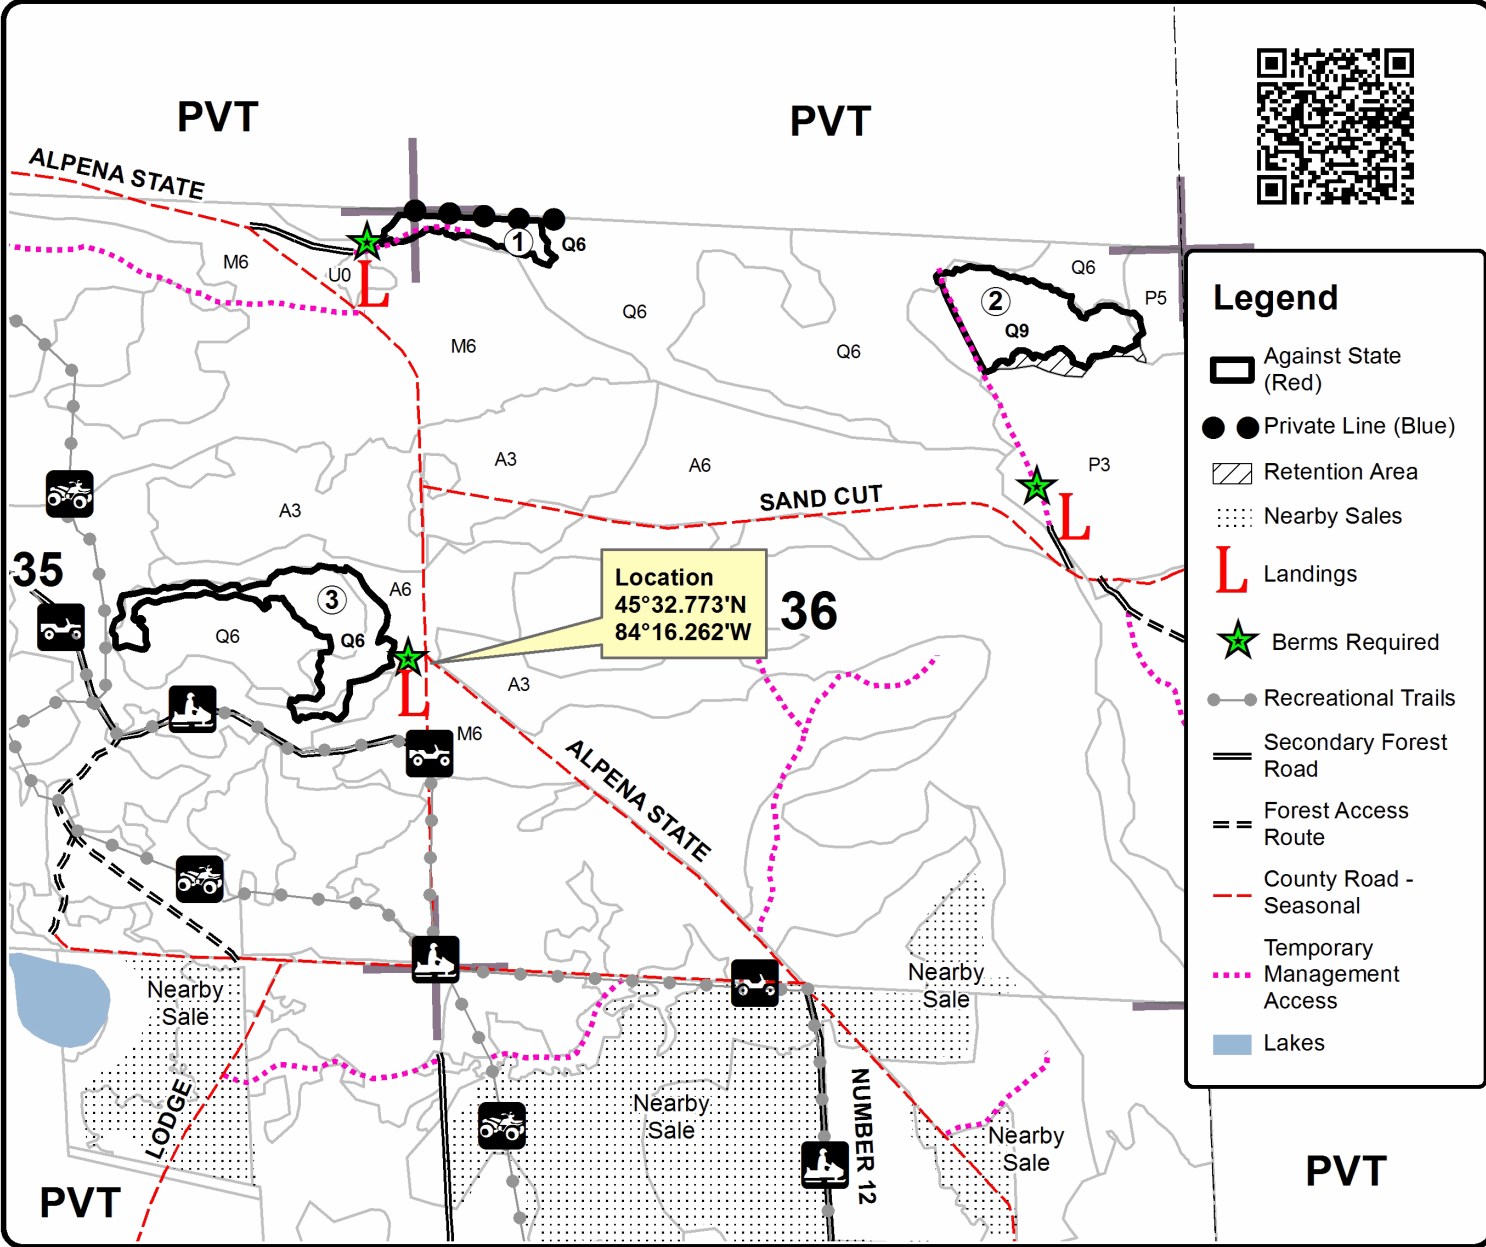 PVT
PVT
ALPENA STATE
1
Q6
M6
U0
L
Q6
M6
Q6
2
Q9
Q6
P5
Legend
Against State
(Red)
Private Line (Blue)
Retention Area
Nearby Sales
L
Landings
Berms Required
Recreational Trails
Secondary Forest
Road
Forest Access
Route
County Road -
Seasonal
Temporary
Management
Access
Lakes
A3
A6
P3
SAND CUT
L
A3
35
Location
45°32.773'N
84°16.262'W
36
3
A6
Q6
Q6
L
A3
M6
ALPENA STATE
Nearby
Sale
Nearby
Sale
LODGE
Nearby
Sale
NUMBER 12
Nearby
Sale
PVT
PVT